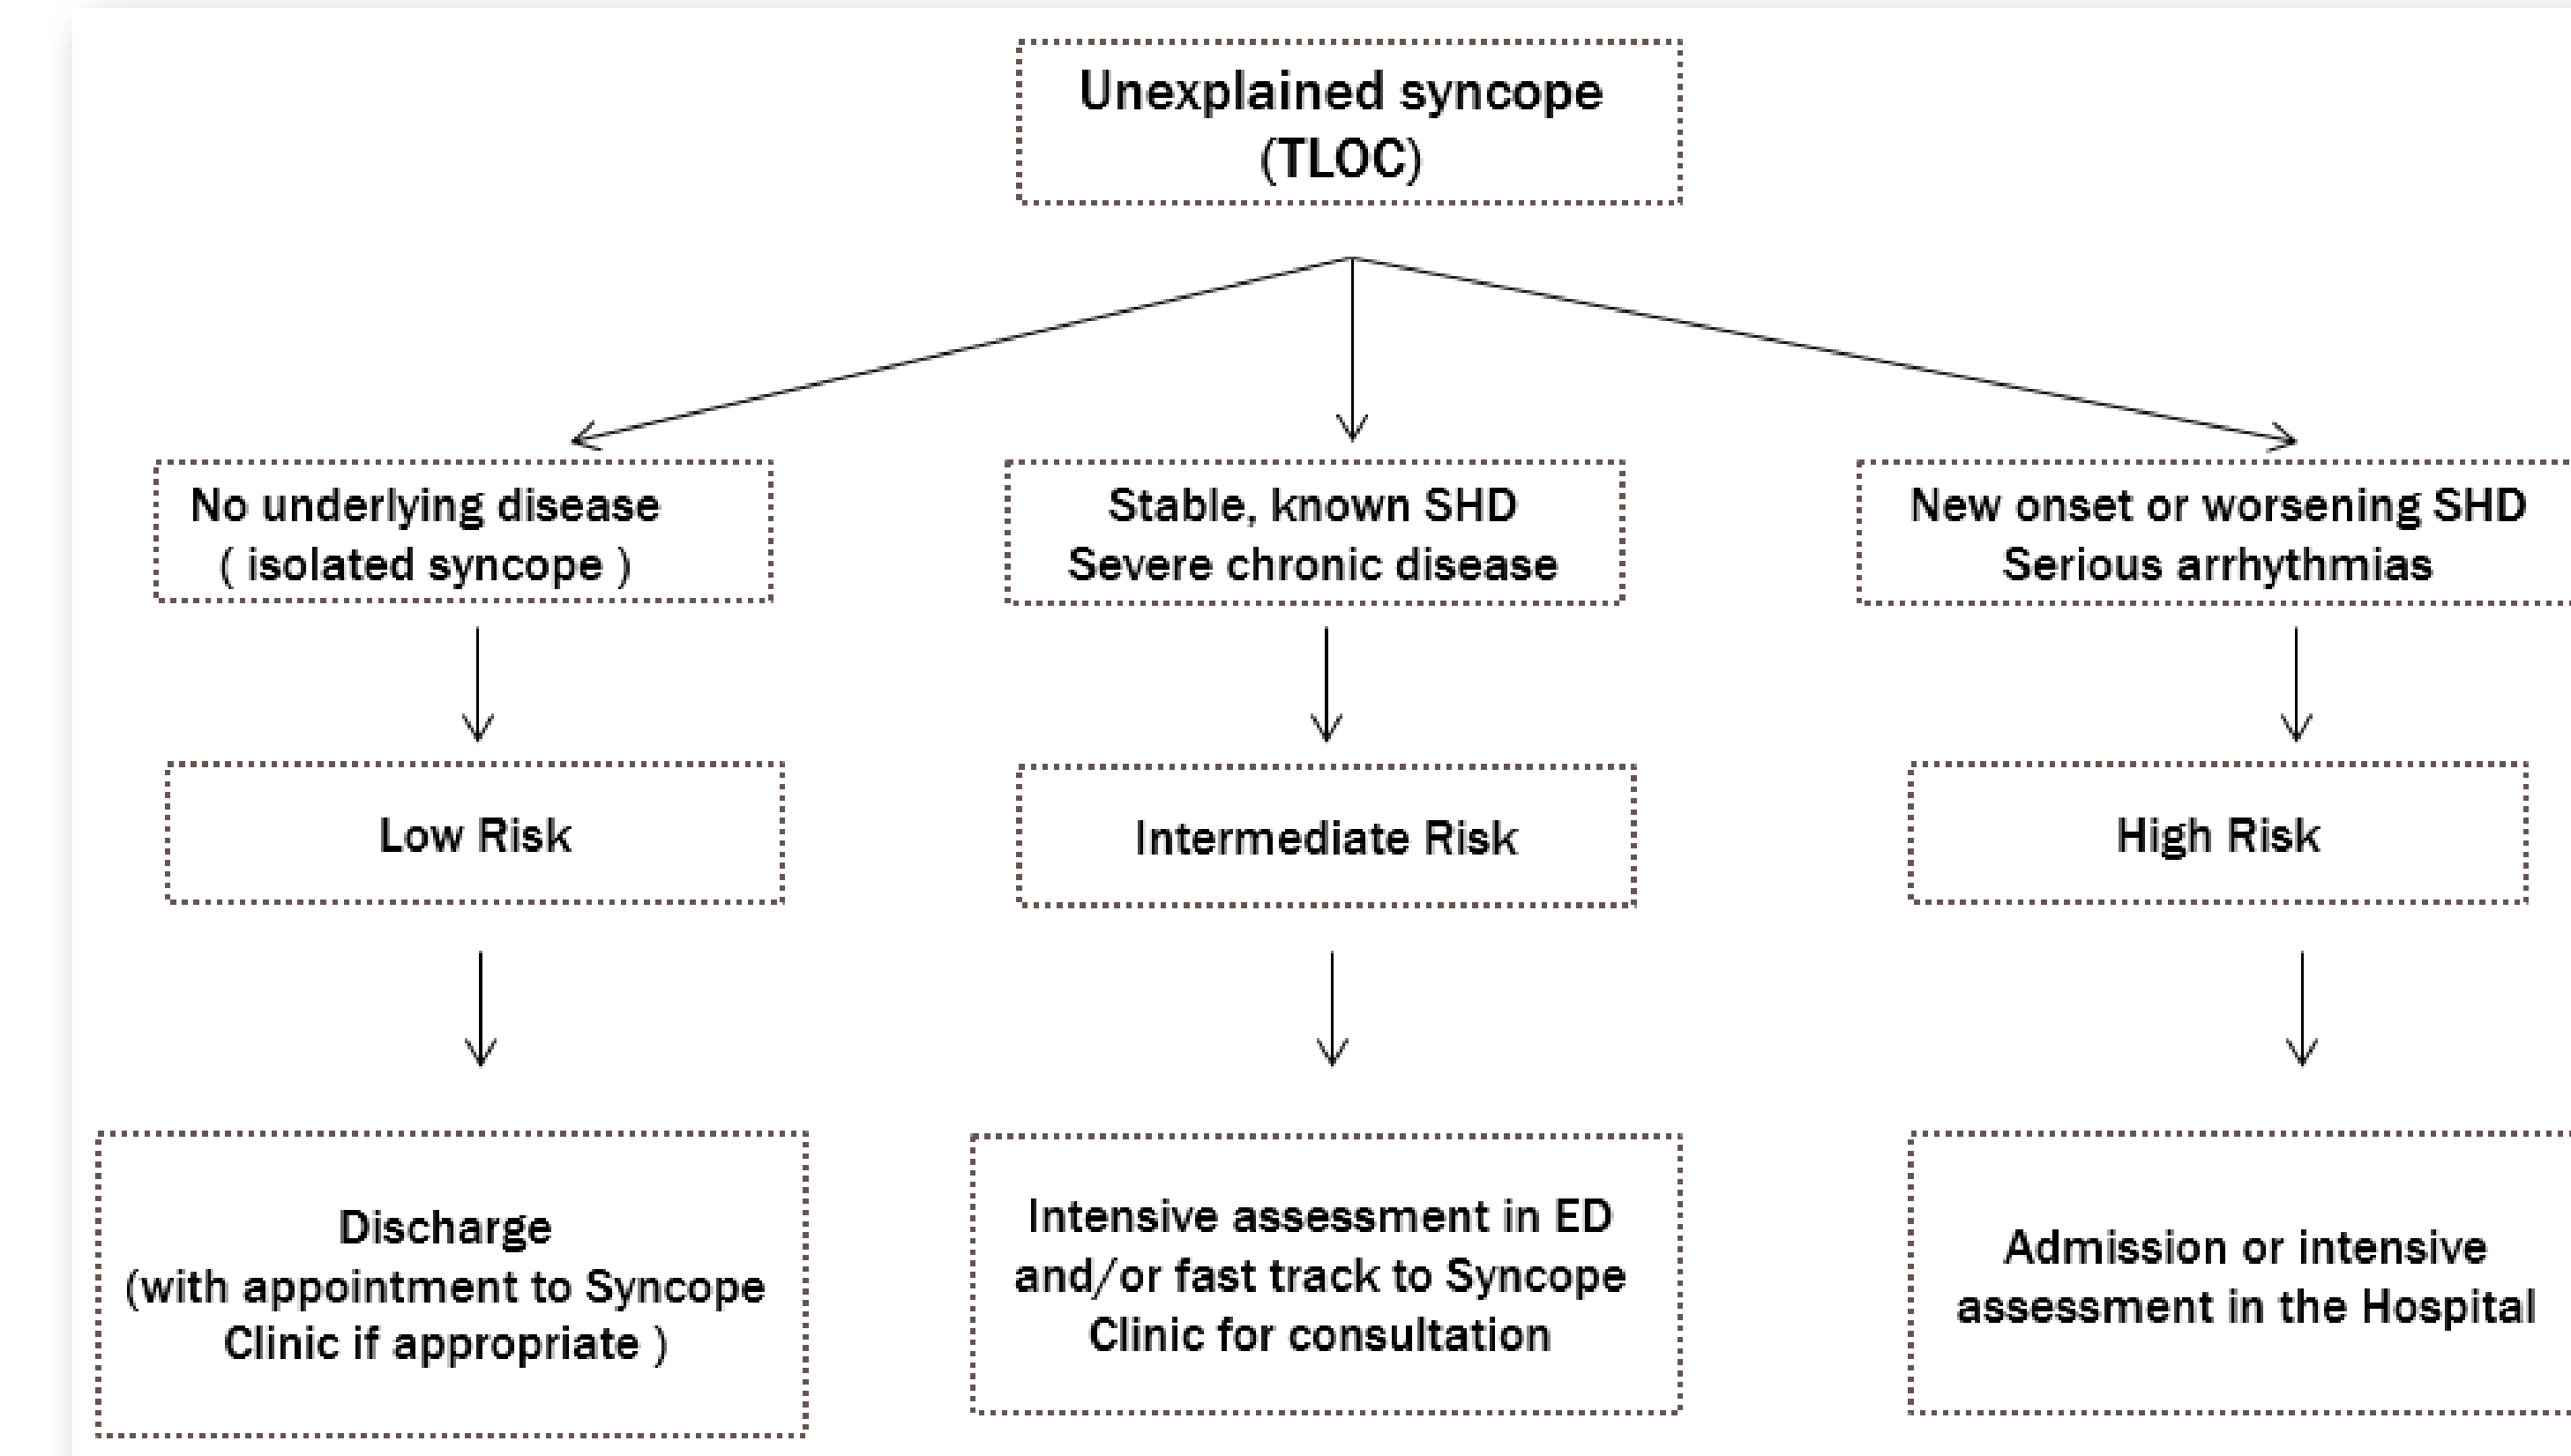 Unexplained syncope
(TLOC)
No underlying disease
( isolated syncope )
Stable, known SHD
Severe chronic disease
New onset or worsening SHD
Serious arrhythmias
Low Risk
Intermediate Risk
High Risk
Discharge
(with appointment to Syncope
Clinic if appropriate )
Intensive assessment in ED
and/or fast track to Syncope
Clinic for consultation
Admission or intensive
assessment in the Hospital